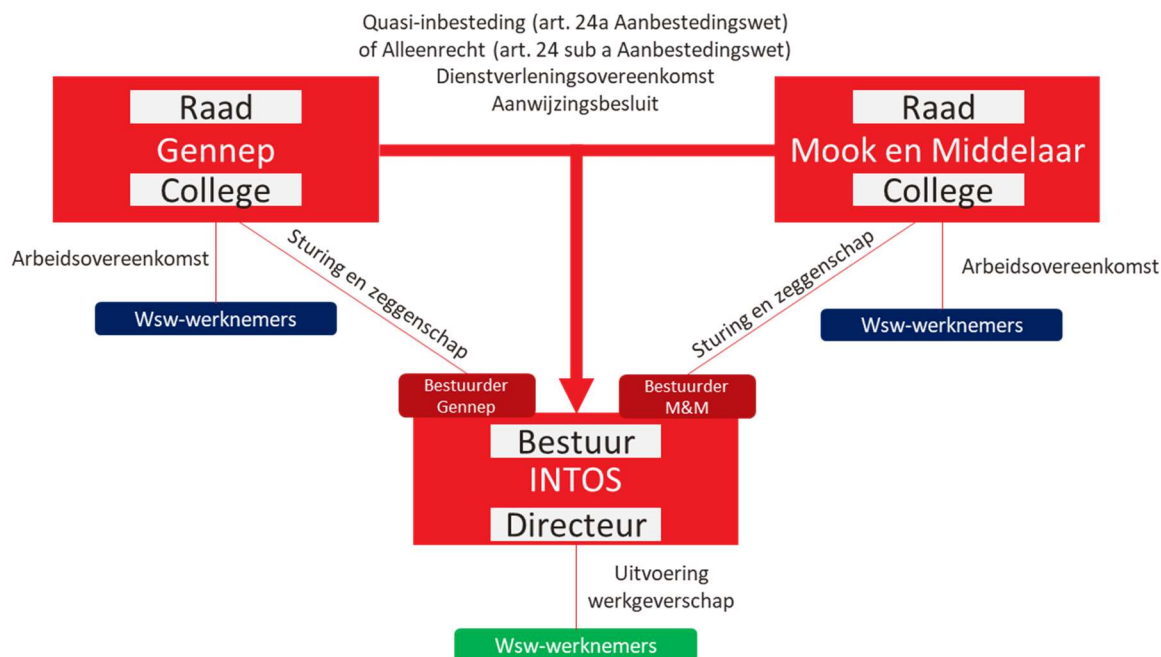 Quasi-inbesteding (art. 24a Aanbestedingswet)
of Alleenrecht (art. 24 sub a Aanbestedingswet)
Dienstverleningsovereenkomst
Aanwijzingsbesluit
Raad
Gennep
College
Raad
Mook en Middelaar
College
Arbeidsovereenkomst
Sturing en zeggenschap
Sturing en zeggenschap
Arbeidsovereenkomst
Wsw-werknemers
Wsw-werknemers
Bestuurder
Gennep
Bestuurder
M&M
Bestuur
INTOS
Directeur
Uitvoering
werkgeverschap
Wsw-werknemers